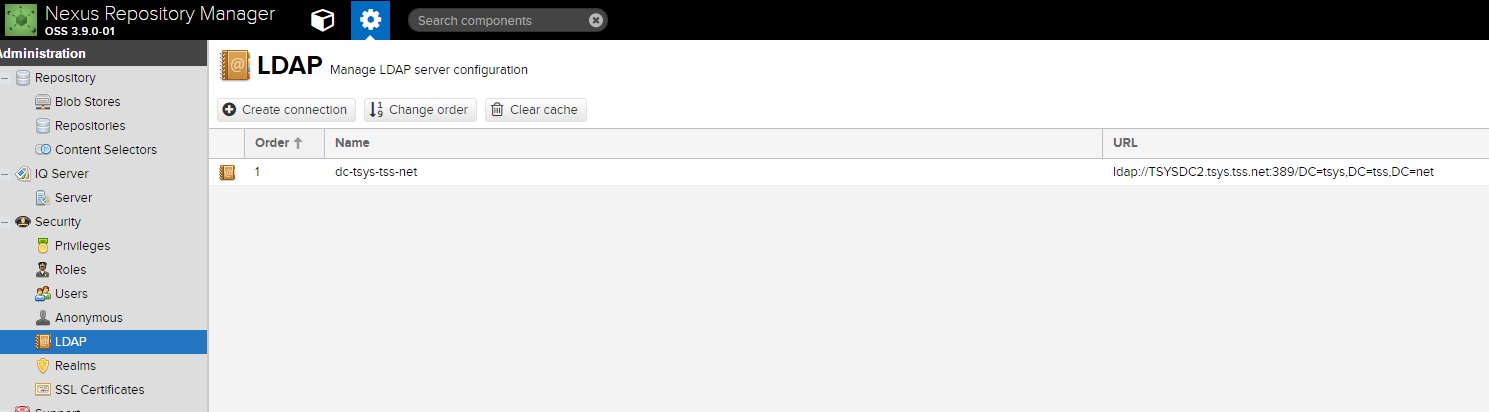 Nexus Repository Manager
OSS 3.9.0-01
Search components
Administration
Repository
Blob Stores
Repositories
Content Selectors
IQ Server
Server
Security
Privileges
Roles
Users
Anonymous
LDAP
Realms
SSL Certificates
Support
LDAP Manage LDAP server configuration
Create connection Change order Clear cache
Order Name URL
1 dc-tsys-tss-net ldap://TSYSDC2.tsys.tss.net:389/DC=tsys,DC=tss,DC=net